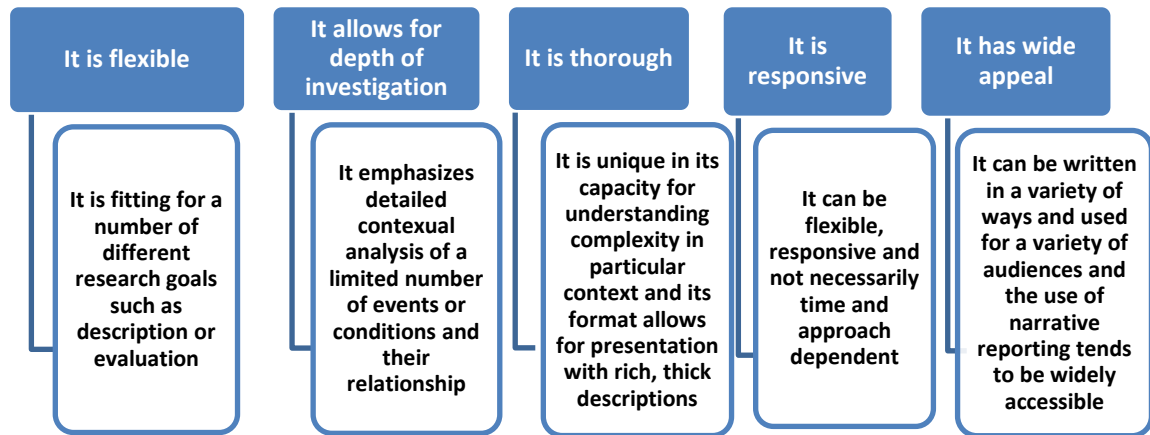 It is flexible
It is fitting for a
number of
different
research goals
such as
description or
evaluation
It allows for
depth of
investigation
It emphasizes
detailed
contexual
analysis of a
limited number
of events or
conditions and
their
relationship
It is thorough
It is unique in its
capacity for
understanding
complexity in
particular
context and its
format allows
for presentation
with rich, thick
descriptions
It is
responsive
It can be
flexible,
responsive and
not necessarily
time and
approach
dependent
It has wide
appeal
It can be written
in a variety of
ways and used
for a variety of
audiences and
the use of
narrative
reporting tends
to be widely
accessible